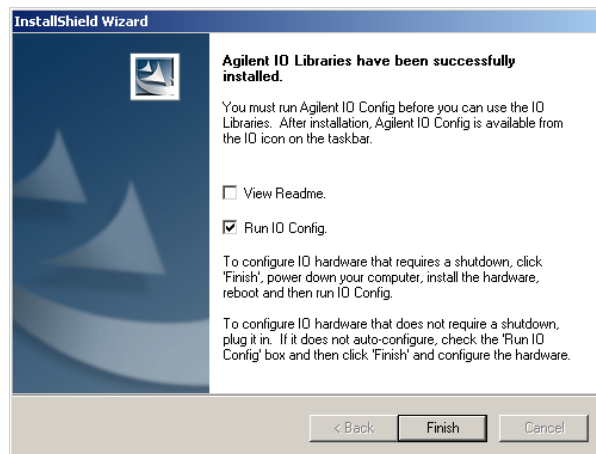 InstallShield Wizard
Agilent IO Libraries have been successfully
installed.
You must run Agilent IO Config before you can use the IO
Libraries. After installation, Agilent IO Config is available from
the IO icon on the taskbar.
View Readme.
Run IO Config.
To configure IO hardware that requires a shutdown, click
'Finish', power down your computer, install the hardware,
reboot and then run IO Config.
To configure IO hardware that does not require a shutdown,
plug it in. If it does not auto-configure, check the 'Run IO
Config' box and then click 'Finish' and configure the hardware.
< Back Finish Cancel